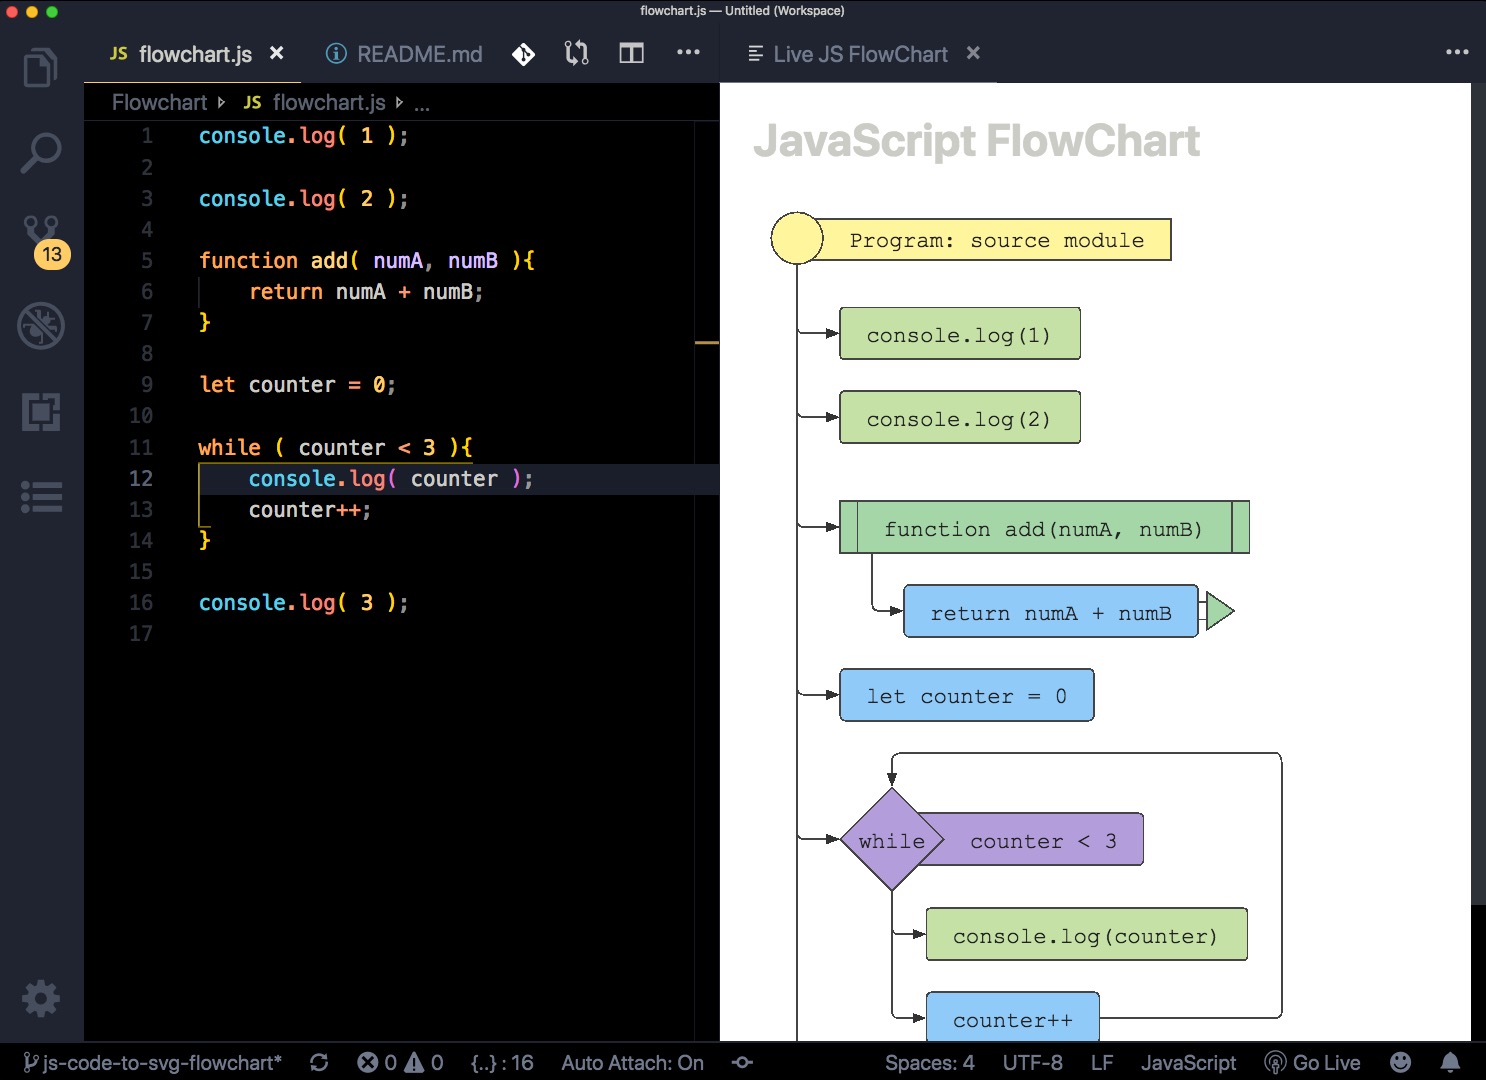 flowchart.js — Untitled (Workspace)
JS flowchart.js × README.md
Live JS FlowChart ×
Flowchart JS flowchart.js ...
13
1 console.log( 1 );
2
3 console.log( 2 );
4
5 function add( numA, numB ){
6 return numA + numB;
7 }
8
9 let counter = 0;
10
11 while ( counter < 3 ){
12 console.log( counter );
13 counter++;
14 }
15
16 console.log( 3 );
17
JavaScript FlowChart
Program: source module
console.log(1)
console.log(2)
function add(numA, numB)
return numA + numB
let counter = 0
while counter < 3
console.log(counter)
counter++
js-code-to-svg-flowchart* 0 0 {..} : 16 Auto Attach: On Spaces: 4 UTF-8 LF JavaScript Go Live